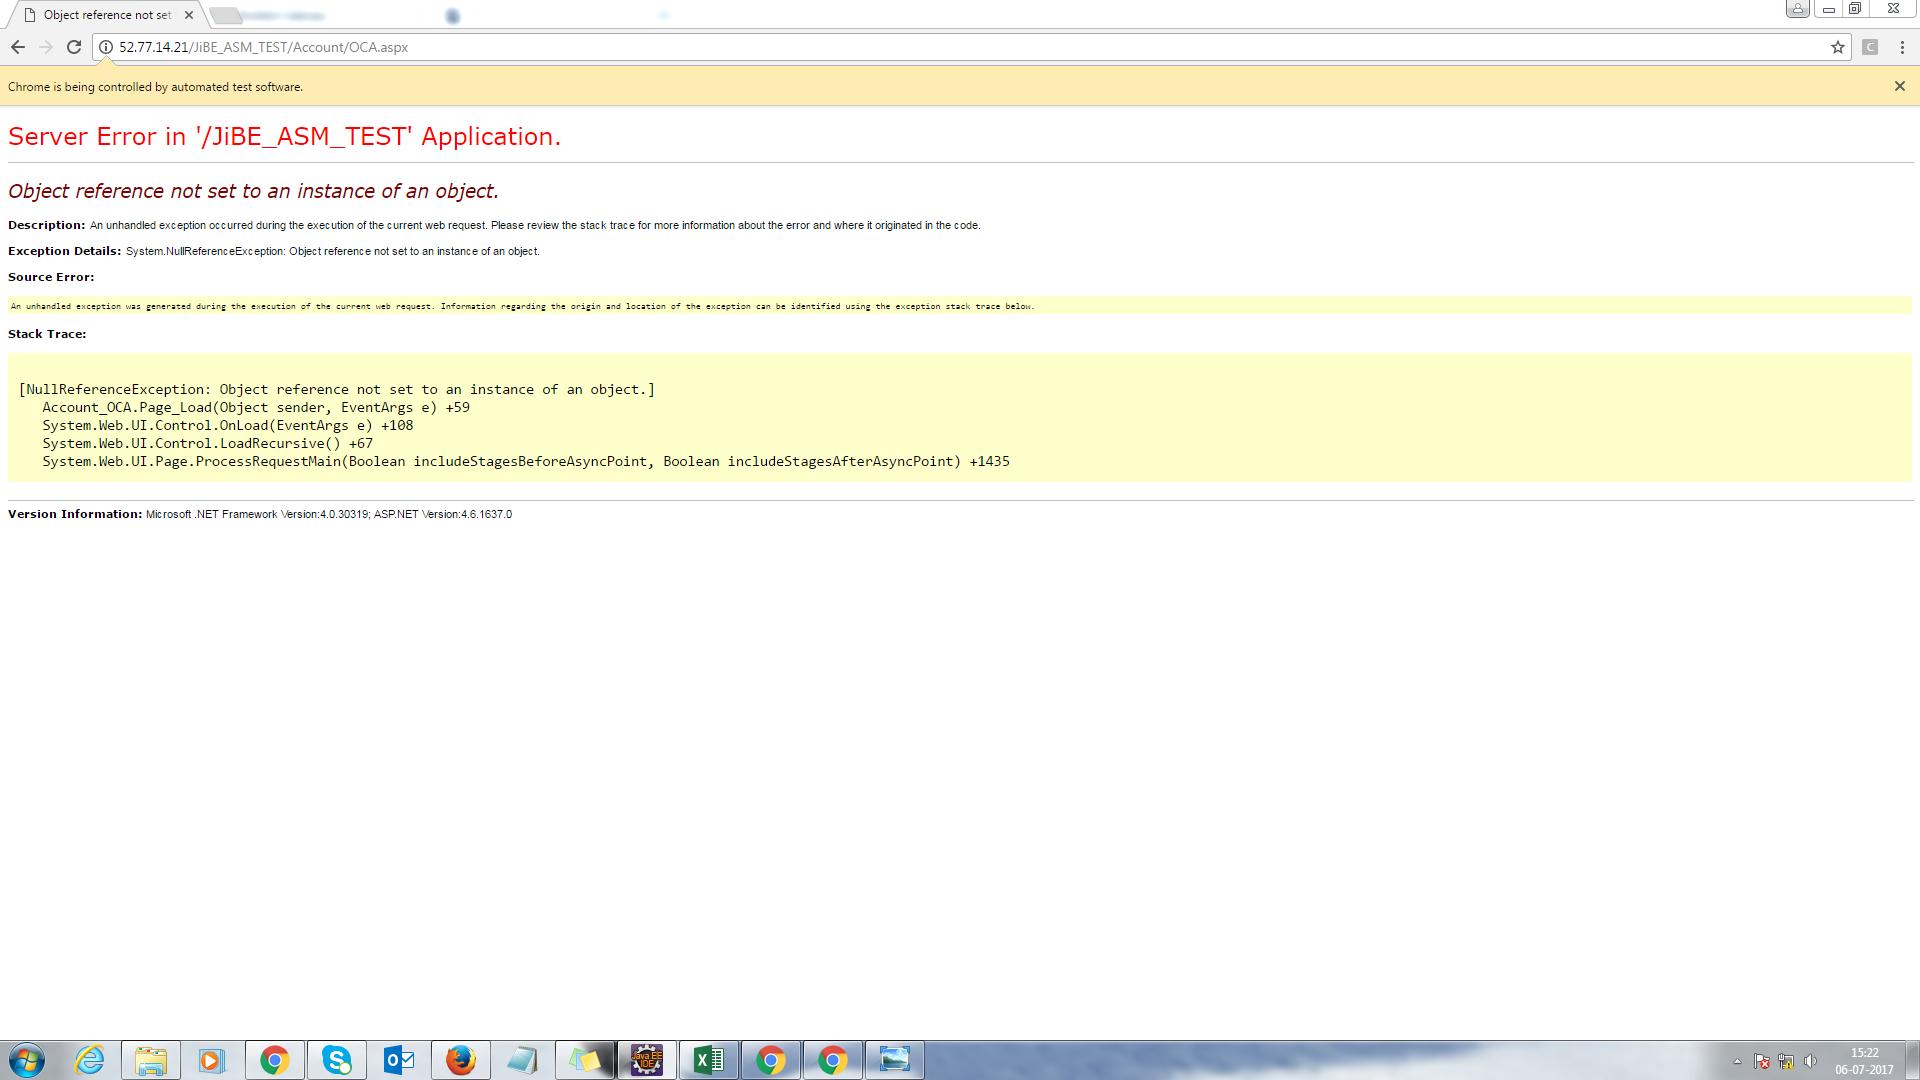 Object reference not set
52.77.14.21/JiBE_ASM_TEST/Account/OCA.aspx
C
Chrome is being controlled by automated test software.
Server Error in '/JiBE_ASM_TEST' Application.
Object reference not set to an instance of an object.
Description: An unhandled exception occurred during the execution of the current web request. Please review the stack trace for more information about the error and where it originated in the code.
Exception Details: System.NullReferenceException: Object reference not set to an instance of an object.
Source Error:
An unhandled exception was generated during the execution of the current web request. Information regarding the origin and location of the exception can be identified using the exception stack trace below.
Stack Trace:
[NullReferenceException: Object reference not set to an instance of an object.]
Account_OCA.Page_Load(Object sender, EventArgs e) +59
System.Web.UI.Control.OnLoad(EventArgs e) +108
System.Web.UI.Control.LoadRecursive() +67
System.Web.UI.Page.ProcessRequestMain(Boolean includeStagesBeforeAsyncPoint, Boolean includeStagesAfterAsyncPoint) +1435
Version Information: Microsoft .NET Framework Version:4.0.30319; ASP.NET Version:4.6.1637.0
Java EE
IDE
15:22
06-07-2017